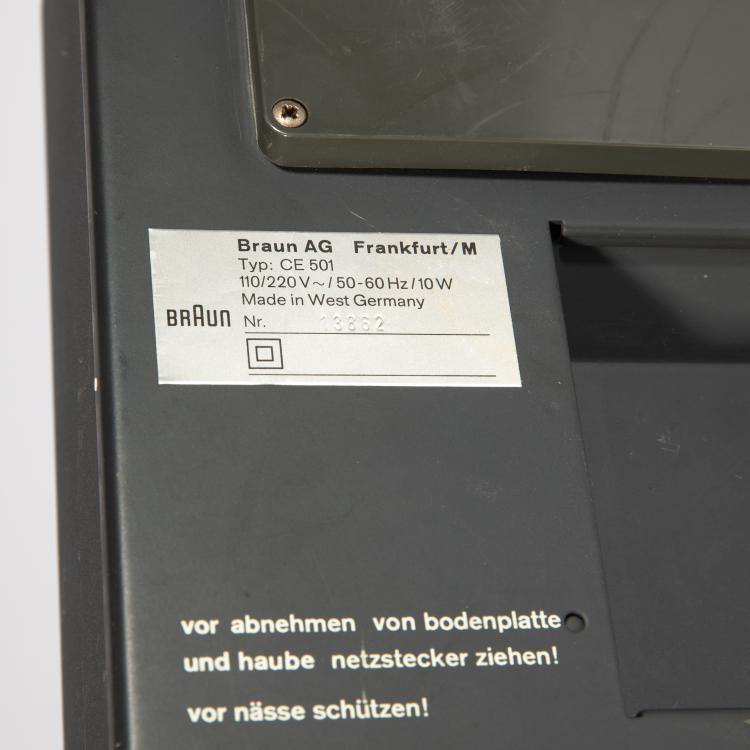 Braun AG Frankfurt/M
Typ: CE 501
110/220 V ~ / 50-60 Hz / 10 W
Made in West Germany
BRAUN Nr. 13862
vor abnehmen von bodenplatte
und haube netzstecker ziehen!
vor nässe schützen!